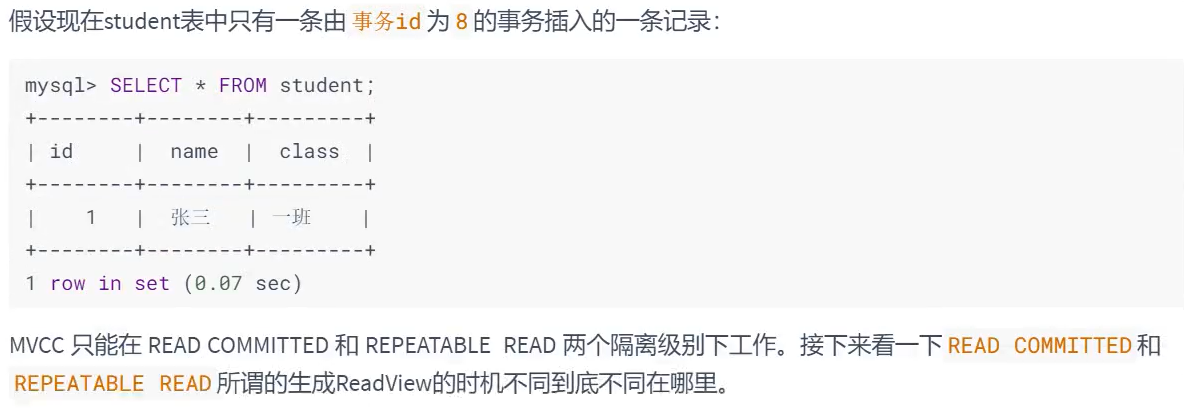 假设现在student表中只有一条由 事务id 为 8 的事务插入的一条记录：
mysql> SELECT * FROM student;
+--------+--------+---------+
| id     |  name  |  class  |
+--------+--------+---------+
|    1   |  张三   | 一班    |
+--------+--------+---------+
1 row in set (0.07 sec)
MVCC 只能在 READ COMMITTED 和 REPEATABLE READ 两个隔离级别下工作。接下来看一下 READ COMMITTED 和
REPEATABLE READ 所谓的生成ReadView的时机不同到底不同在哪里。